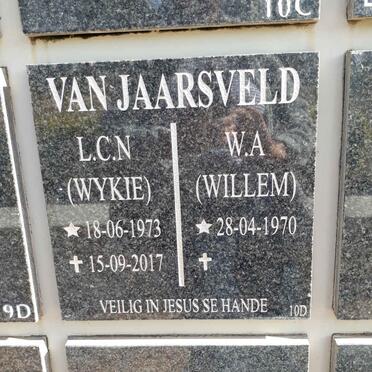 10C
VAN JAARSVELD
L.C.N
(WYKIE)
18-06-1973
15-09-2017
W.A
(WILLEM)
28-04-1970
VEILIG IN JESUS SE HANDE
10D
9D